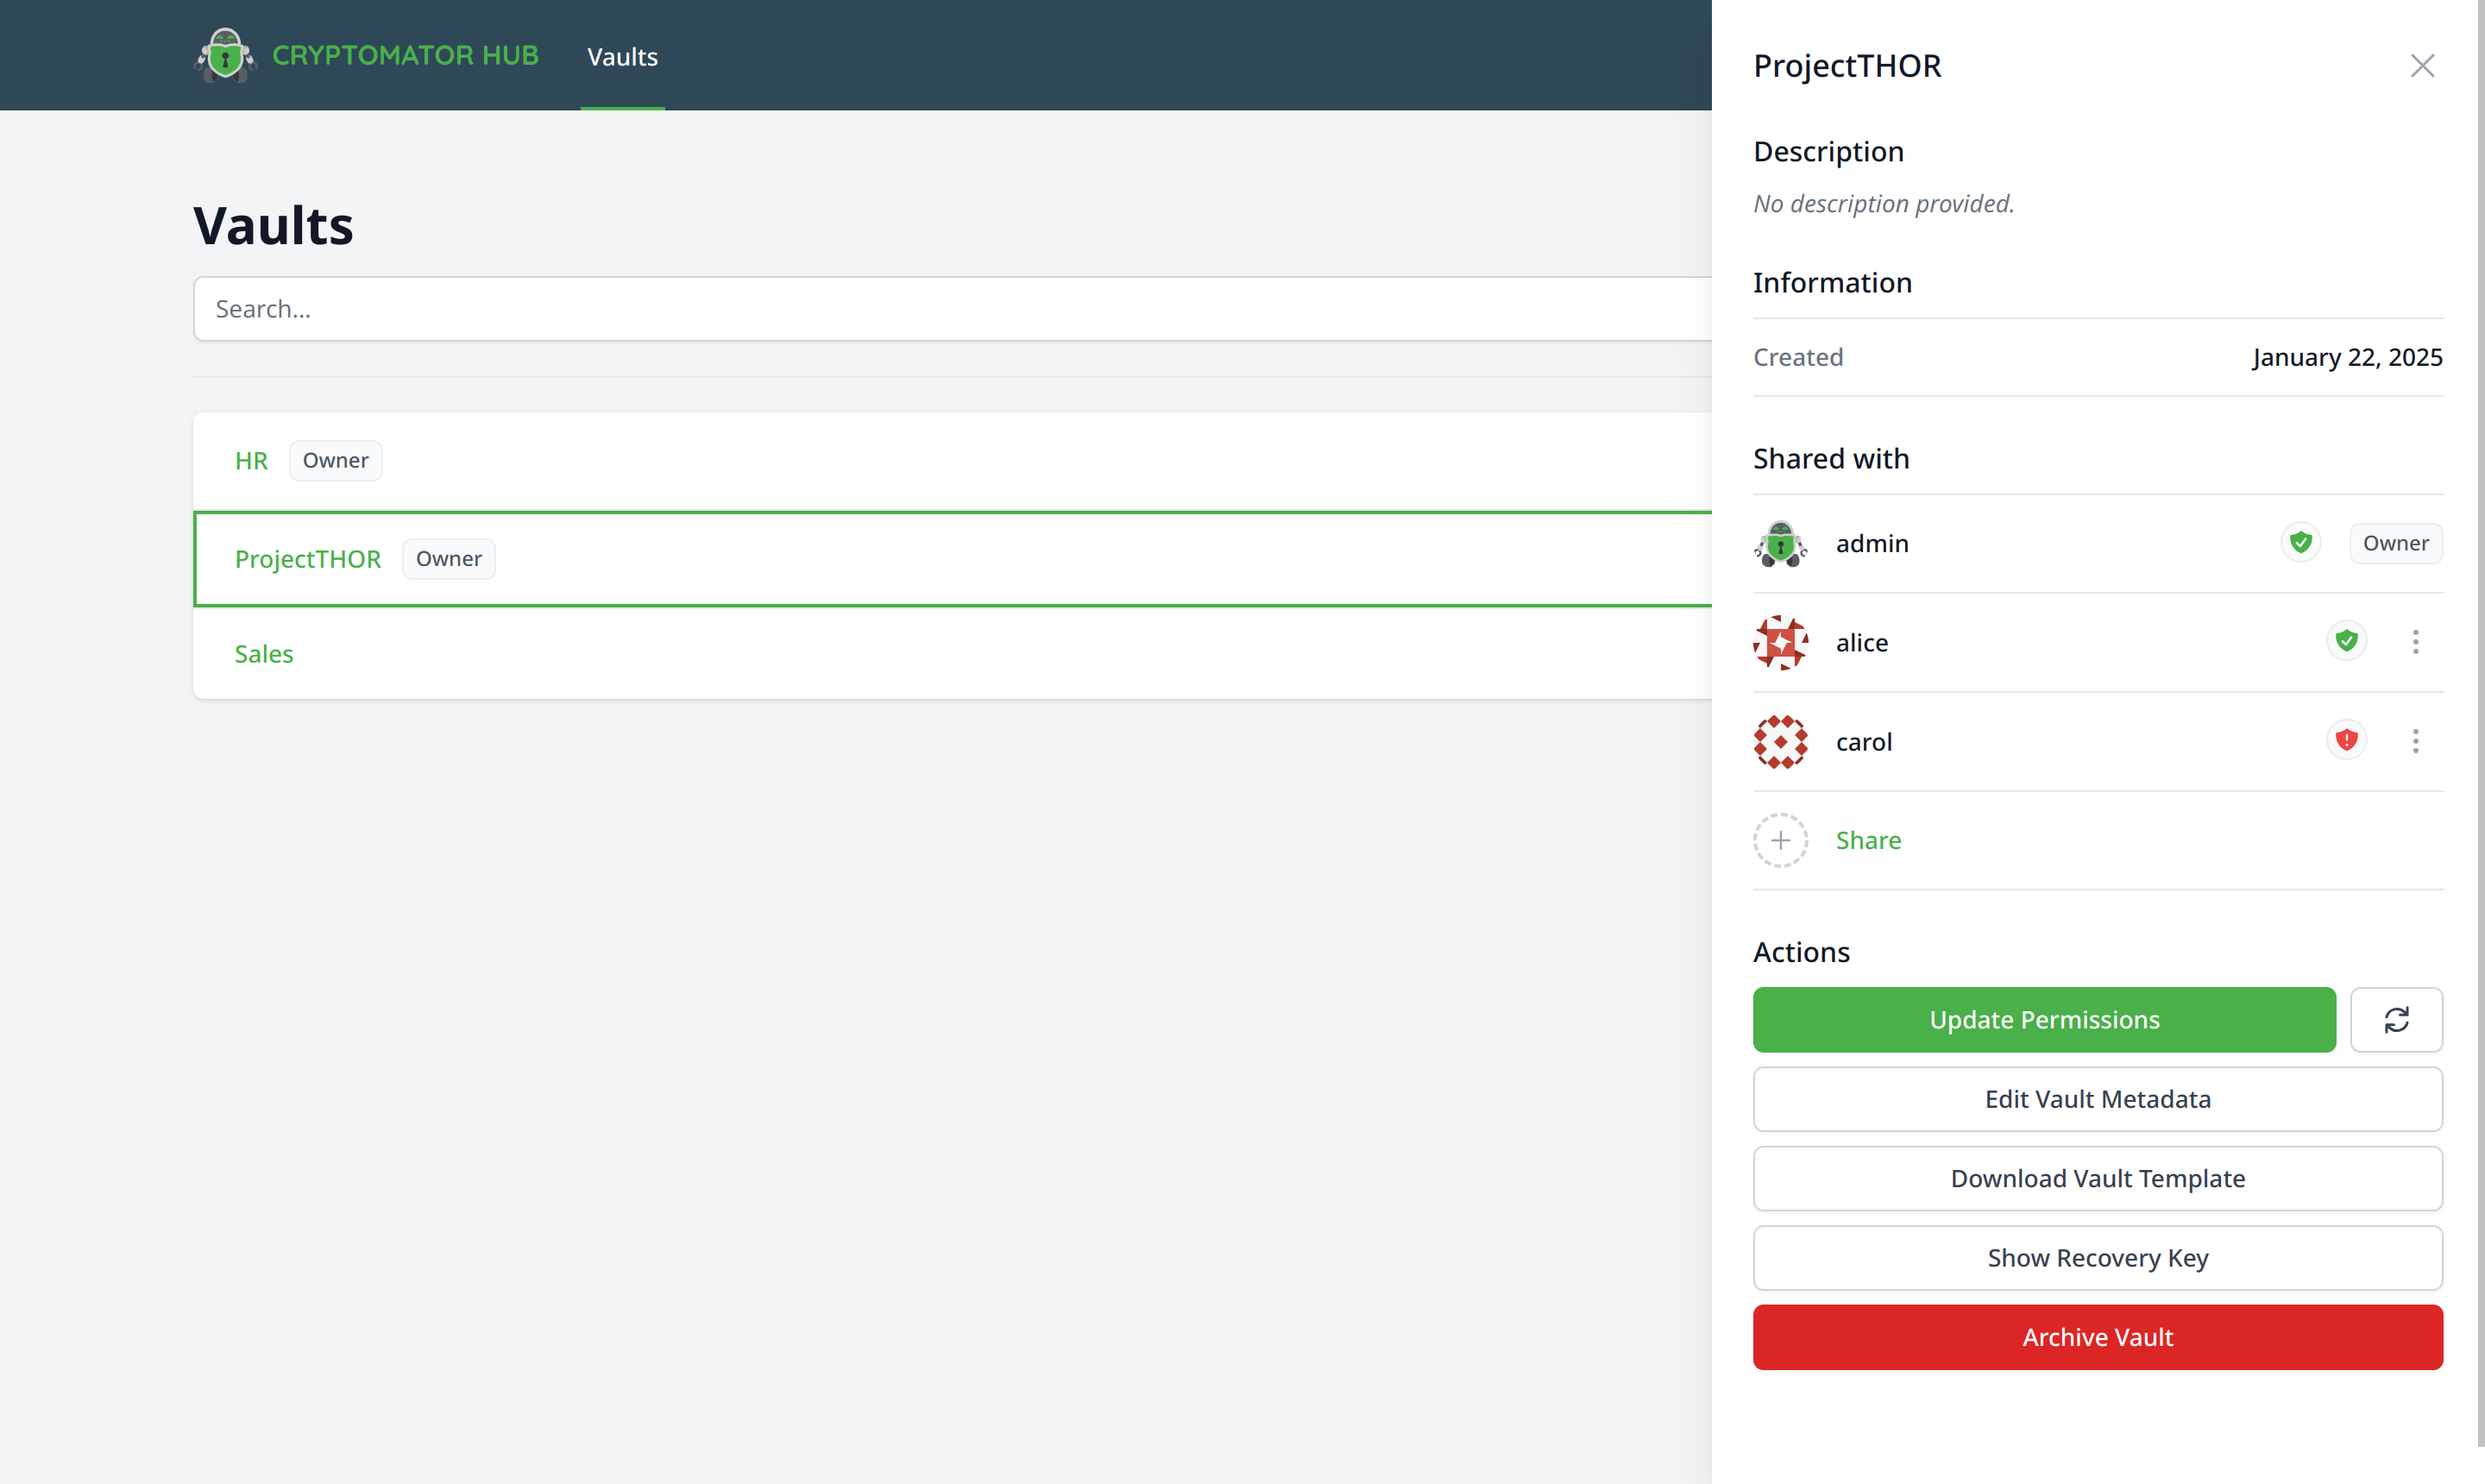 CRYPTOMATOR HUB
Vaults
Vaults
Search...
HR
Owner
ProjectTHOR
Owner
Sales
ProjectTHOR
Description
No description provided.
Information
Created
January 22, 2025
Shared with
admin
Owner
alice
carol
Share
Actions
Update Permissions
Edit Vault Metadata
Download Vault Template
Show Recovery Key
Archive Vault